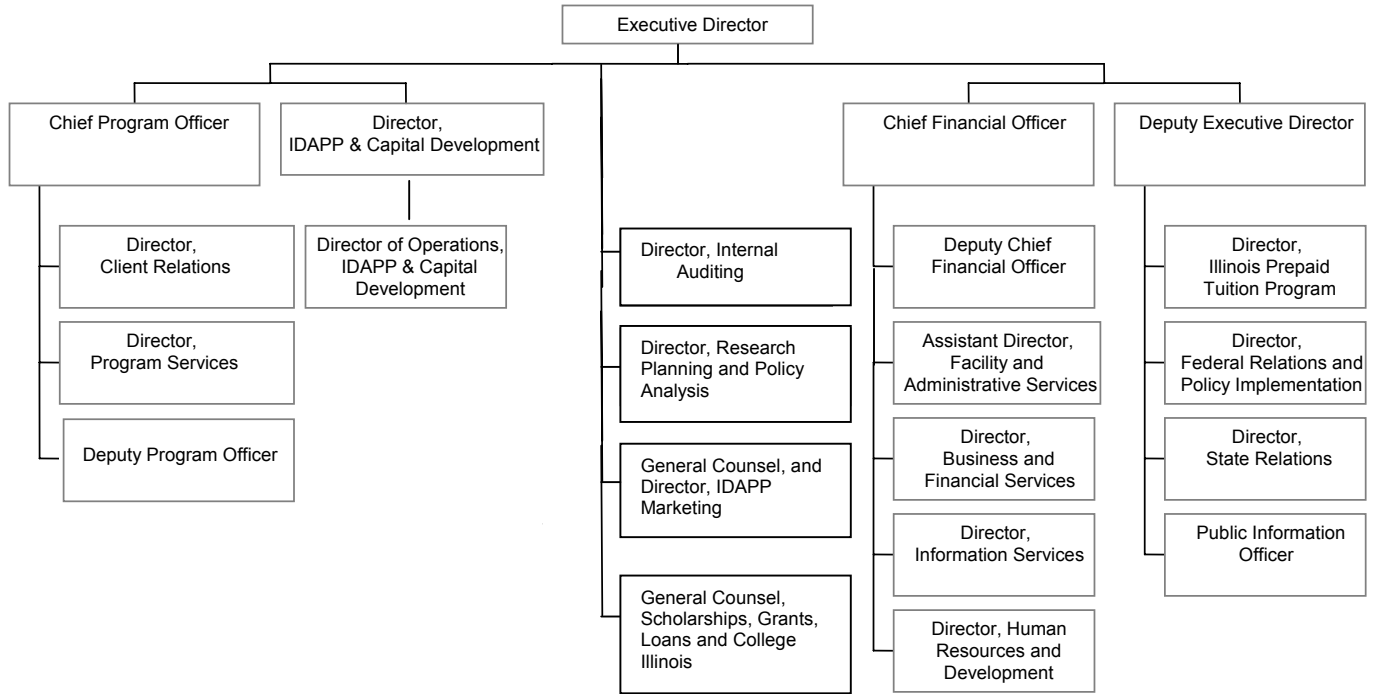 Executive Director
Chief Program Officer
Director,
IDAPP & Capital Development
Chief Financial Officer
Deputy Executive Director
Director,
Client Relations
Director,
Program Services
Deputy Program Officer
Director of Operations,
IDAPP & Capital
Development
Director, Internal
Auditing
Director, Research
Planning and Policy
Analysis
General Counsel, and
Director, IDAPP
Marketing
General Counsel,
Scholarships, Grants,
Loans and College
Illinois
Deputy Chief
Financial Officer
Assistant Director,
Facility and
Administrative Services
Director,
Business and
Financial Services
Director,
Information Services
Director, Human
Resources and
Development
Director,
Illinois Prepaid
Tuition Program
Director,
Federal Relations and
Policy Implementation
Director,
State Relations
Public Information
Officer